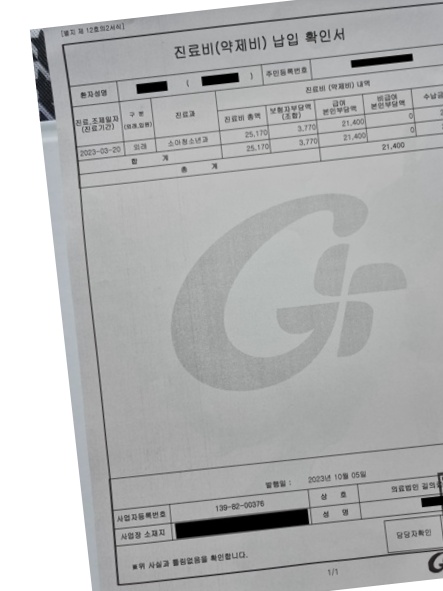 [별지 제 12호의2서식]
진료비(약제비) 납입 확인서
환자성명 ( ) 주민등록번호
진료.조제일자 (진료기간) 구 분 (외래,입원) 진료과 진료비 (약제비) 내역
진료비 총액 보험자부담액 (조합) 급여 본인부담액 비급여 본인부담액 수납금
2023-03-20 외래 소아청소년과 25,170 3,770 21,400 0
합 계 25,170 3,770 21,400 0
총 계 21,400
발행일 : 2023년 10월 05일
사업자등록번호 139-82-00376 상 호 의료법인 길의
사업장 소재지 성 명
※위 사실과 틀림없음을 확인합니다. 담당자확인
1/1